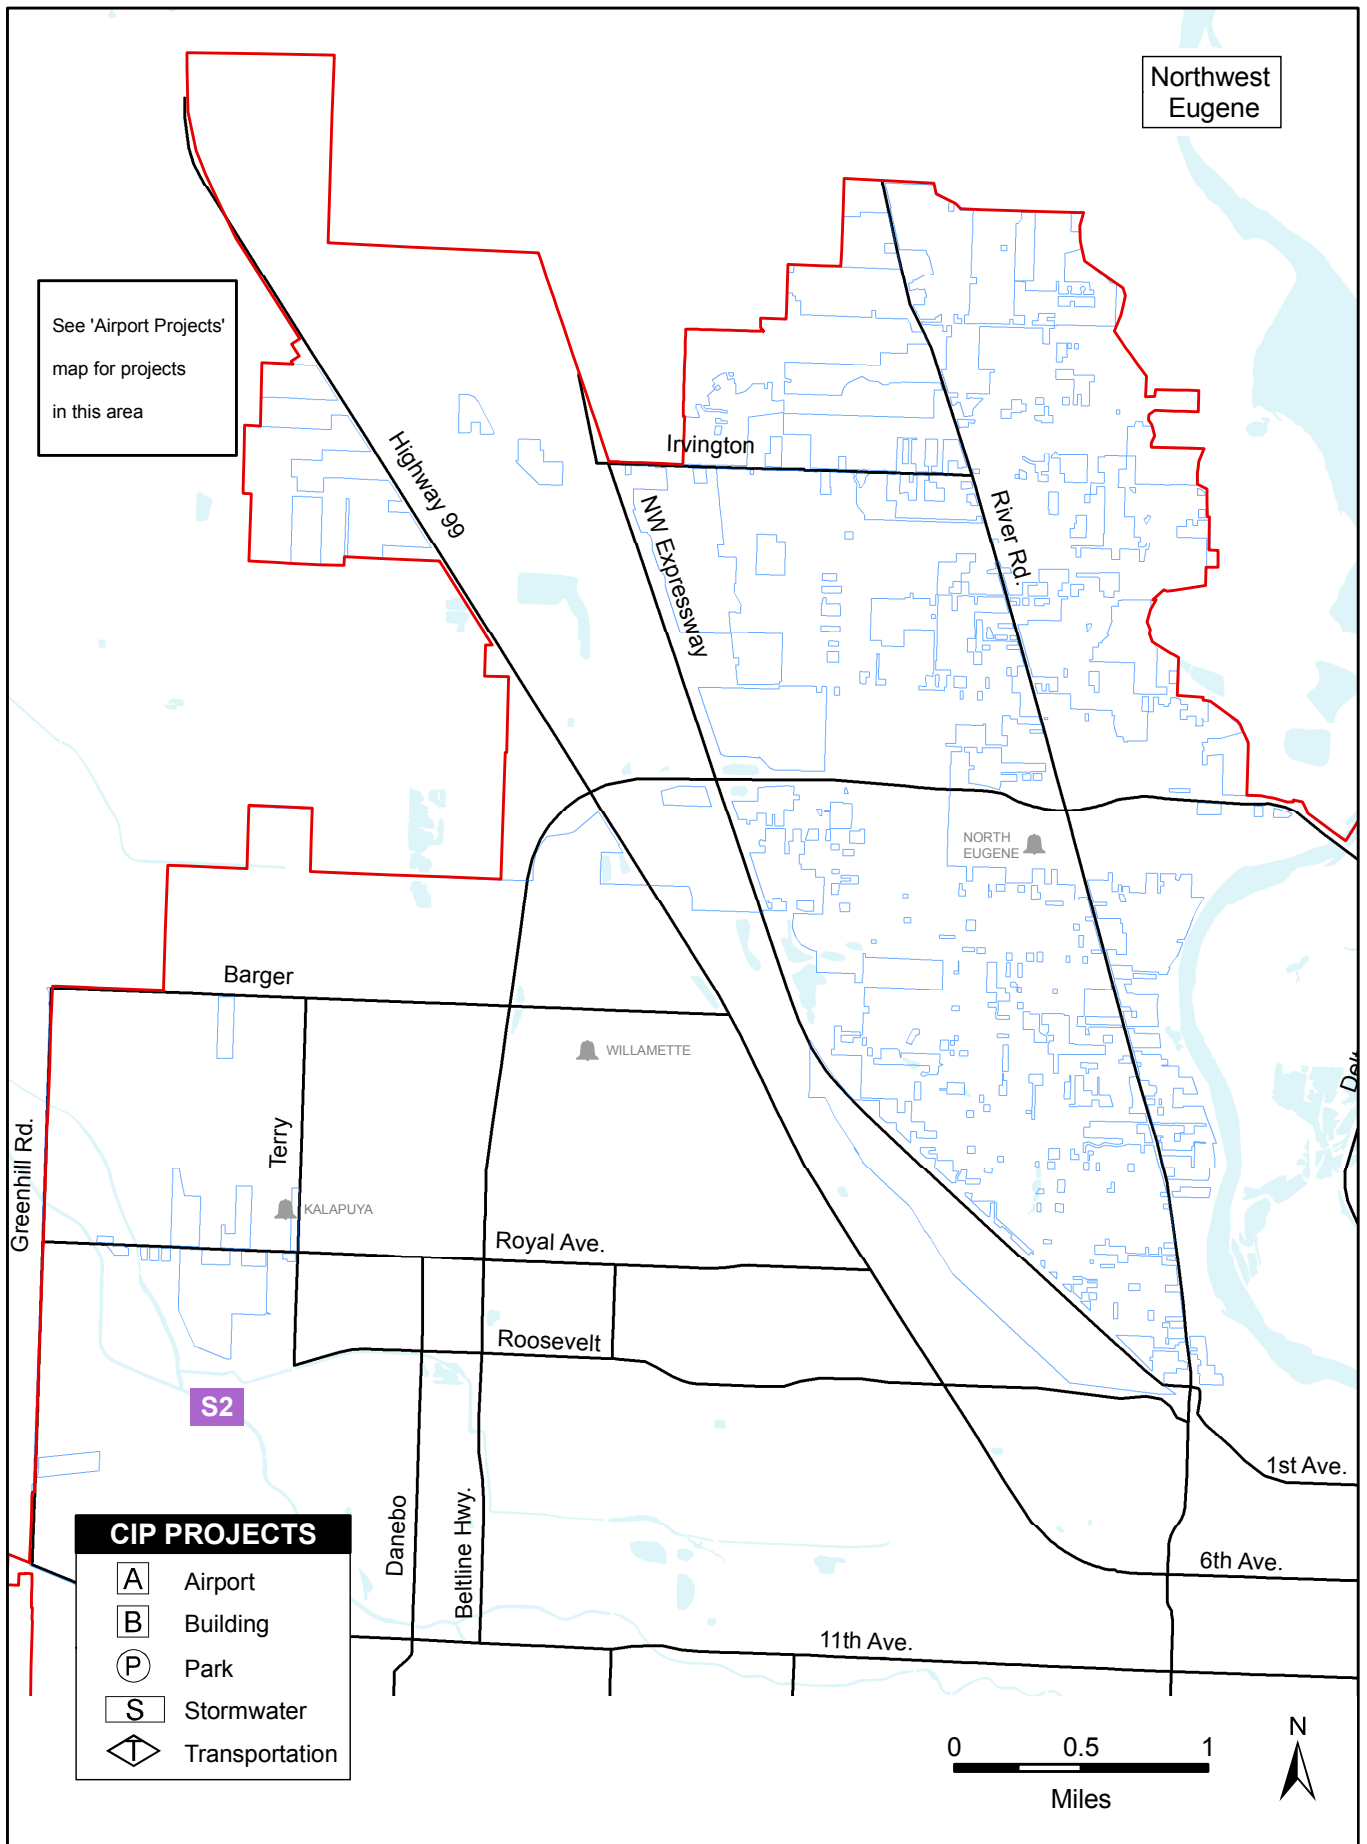 Northwest
Eugene
See 'Airport Projects'
map for projects
in this area
Highway 99
Irvington
NW Expressway
River Rd.
NORTH
EUGENE
Barger
WILLAMETTE
Terry
Greenhill Rd.
KALAPUYA
Royal Ave.
Roosevelt
S2
1st Ave.
Danebo
Beltline Hwy.
6th Ave.
11th Ave.
CIP PROJECTS
A Airport
B Building
P Park
S Stormwater
T Transportation
0 0.5 1
Miles
N